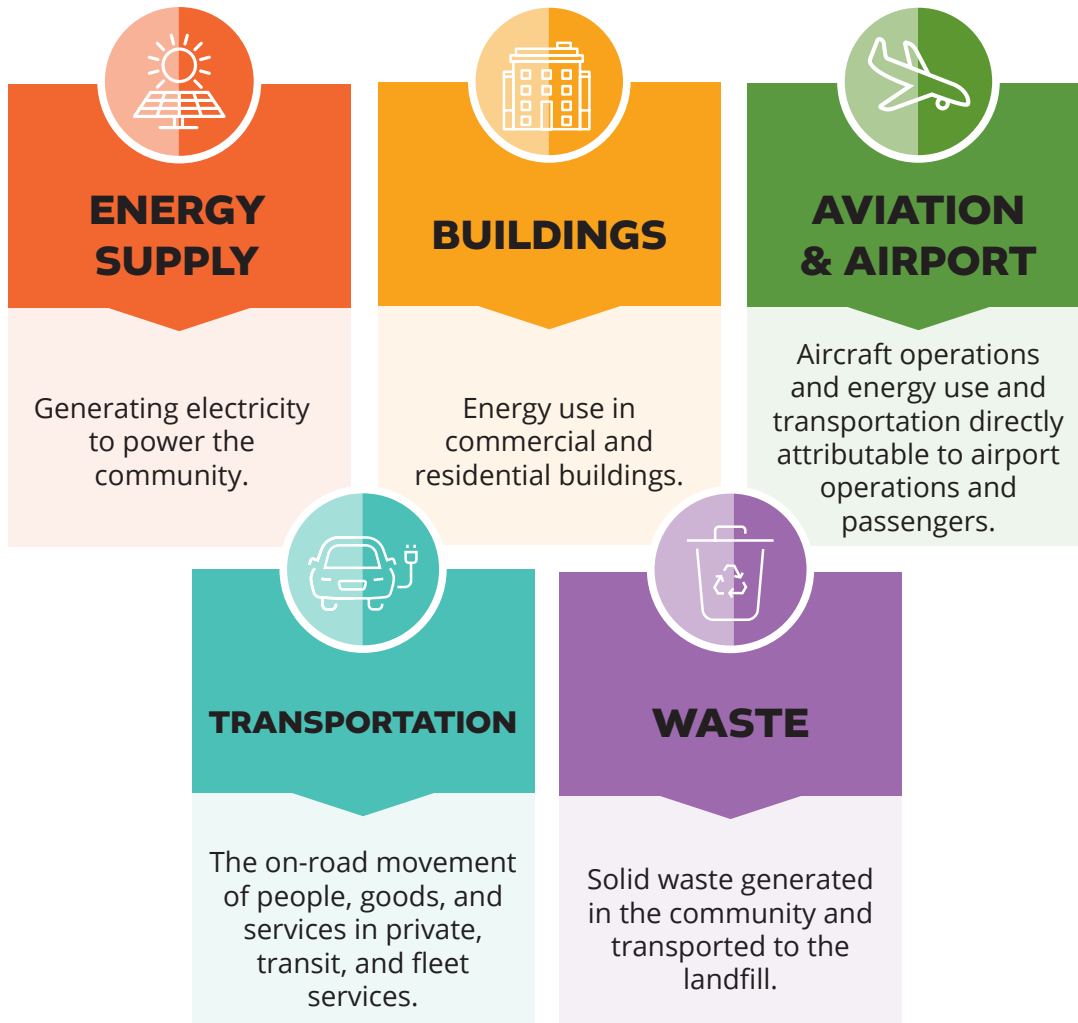 ENERGY
SUPPLY
Generating electricity
to power the
community.
BUILDINGS
Energy use in
commercial and
residential buildings.
AVIATION
& AIRPORT
Aircraft operations
and energy use and
transportation directly
attributable to airport
operations and
passengers.
TRANSPORTATION
The on-road movement
of people, goods, and
services in private,
transit, and fleet
services.
WASTE
Solid waste generated
in the community and
transported to the
landfill.